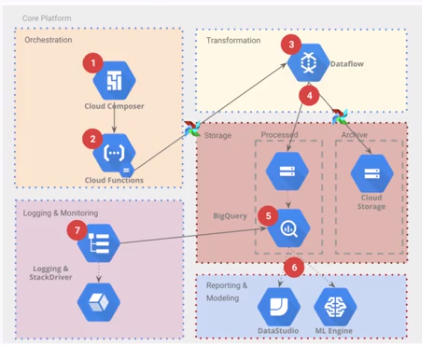 Core Platform
Orchestration
1
Cloud Composer
2
Cloud Functions
Transformation
3
Dataflow
4
Storage
Processed
Archive
Cloud
Storage
BigQuery
5
Logging & Monitoring
7
Logging &
StackDriver
6
Reporting &
Modeling
DataStudio
ML Engine